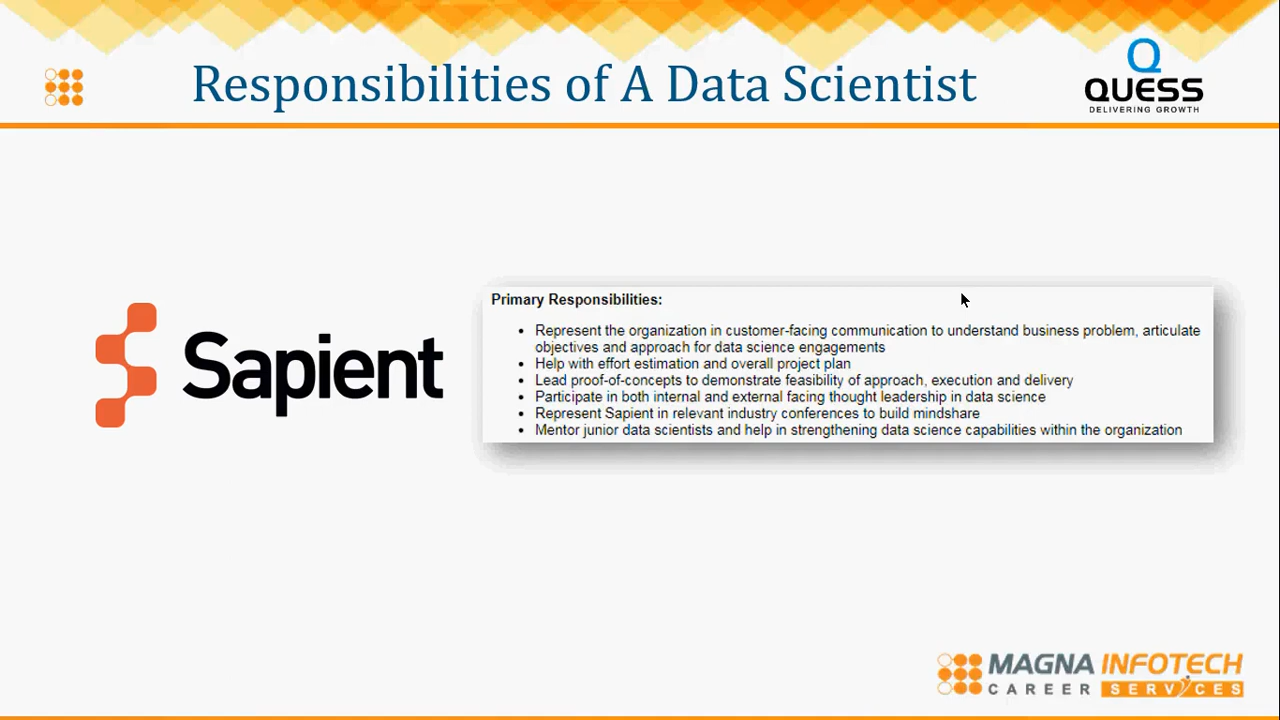 Responsibilities of A Data Scientist
QUESS
DELIVERING GROWTH
Sapient
Primary Responsibilities:
• Represent the organization in customer-facing communication to understand business problem, articulate
objectives and approach for data science engagements
• Help with effort estimation and overall project plan
• Lead proof-of-concepts to demonstrate feasibility of approach, execution and delivery
• Participate in both internal and external facing thought leadership in data science
• Represent Sapient in relevant industry conferences to build mindshare
• Mentor junior data scientists and help in strengthening data science capabilities within the organization
MAGNA INFOTECH
CAREER SERVICES